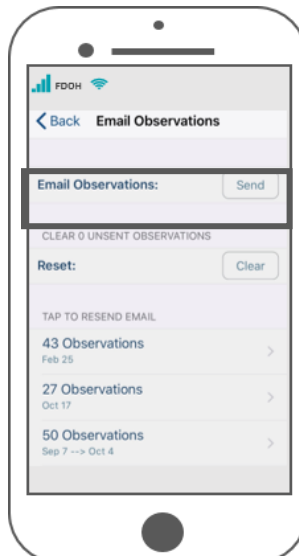 FDOH
Back Email Observations
Email Observations: Send
CLEAR 0 UNSENT OBSERVATIONS
Reset: Clear
TAP TO RESEND EMAIL
43 Observations
Feb 25
27 Observations
Oct 17
50 Observations
Sep 7 --> Oct 4